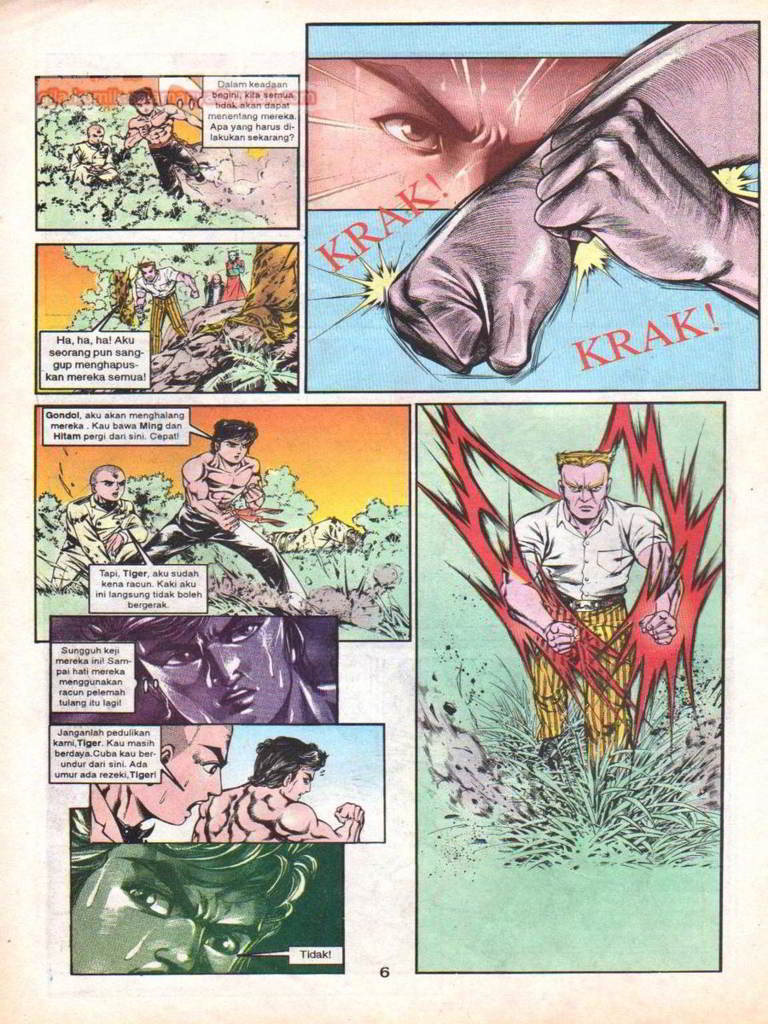 Dalam keadaan
begini, kita semua
tidak akan dapat
menentang mereka.
Apa yang harus di-
lakukan sekarang?
KRAK!
KRAK!
Ha, ha, ha! Aku
seorang pun sang-
gup menghapus-
kan mereka semua!
Gondol, aku akan menghalang
mereka . Kau bawa Ming dan
Hitam pergi dari sini. Cepat!
Tapi, Tiger, aku sudah
kena racun. Kaki aku
ini langsung tidak boleh
bergerak.
Sungguh keji
mereka ini! Sam-
pai hati mereka
menggunakan
racun pelemah
tulang itu lagi!
Janganlah pedulikan
kami,Tiger. Kau masih
berdaya.Cuba kau ber-
undur dari sini. Ada
umur ada rezeki,Tiger!
Tidak!
6